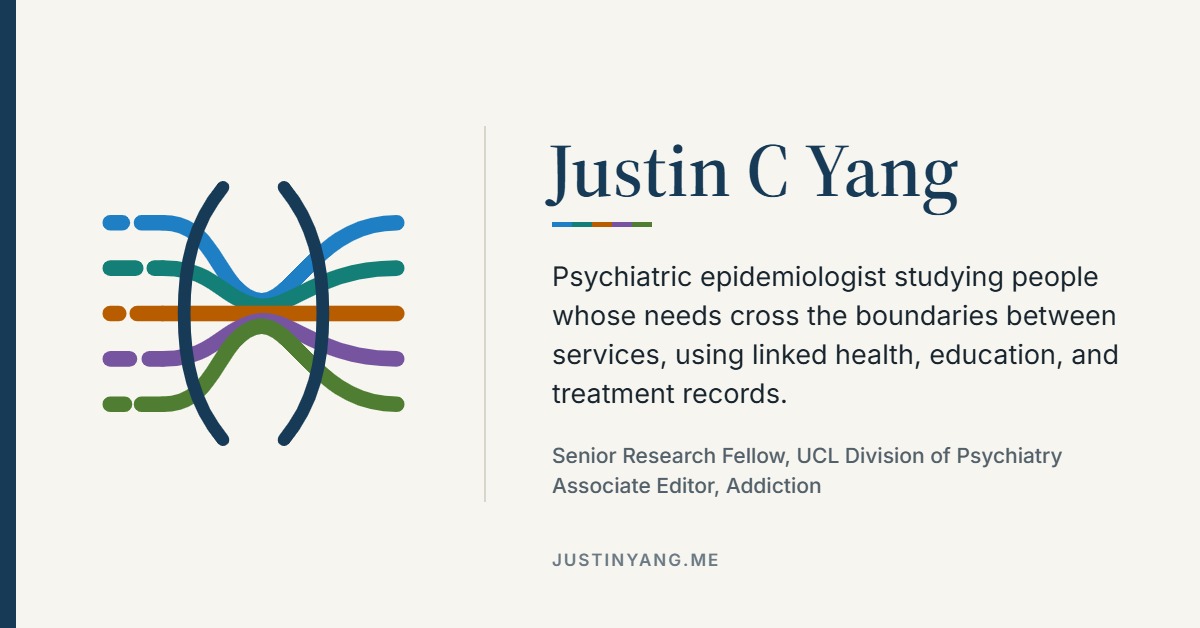 Justin C Yang
Psychiatric epidemiologist studying people
whose needs cross the boundaries between
services, using linked health, education, and
treatment records.
Senior Research Fellow, UCL Division of Psychiatry
Associate Editor, Addiction
JUSTINYANG.ME